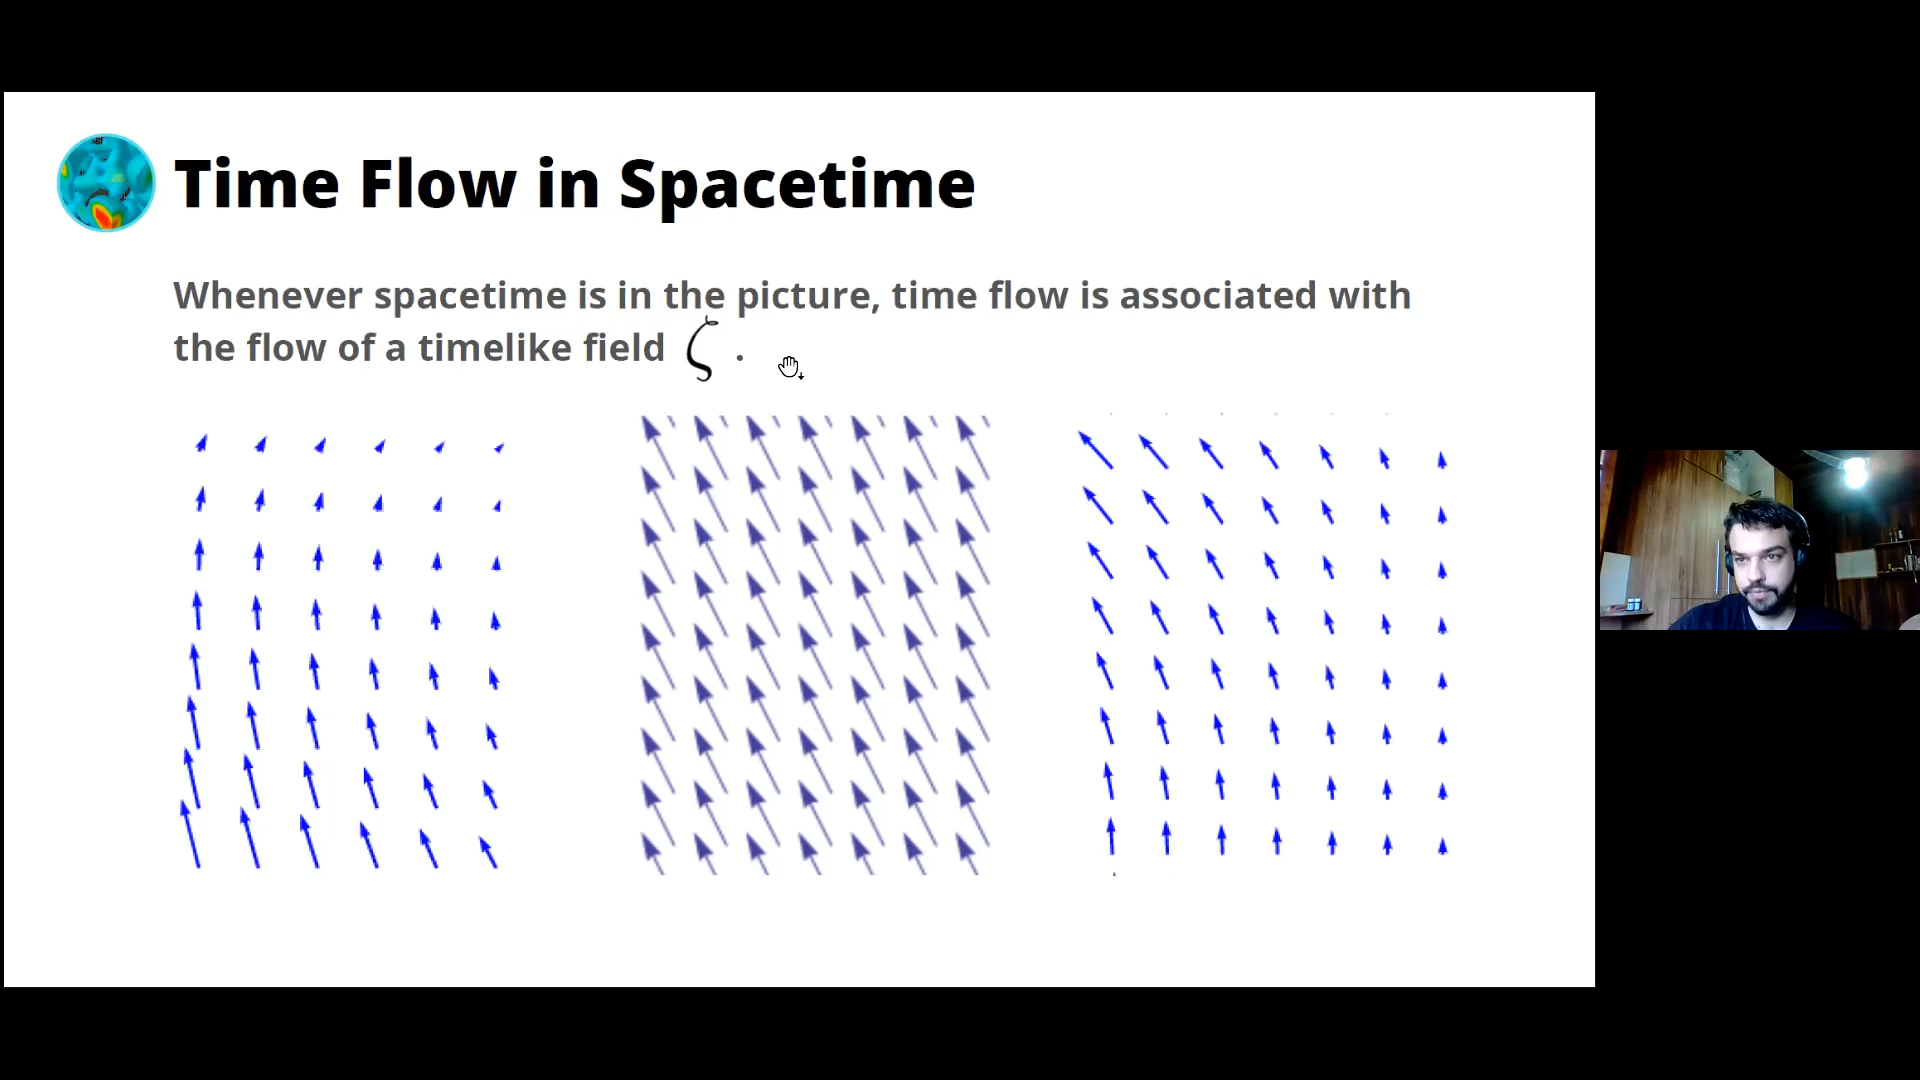 Time Flow in Spacetime
Whenever spacetime is in the picture, time flow is associated with
the flow of a timelike field ζ .